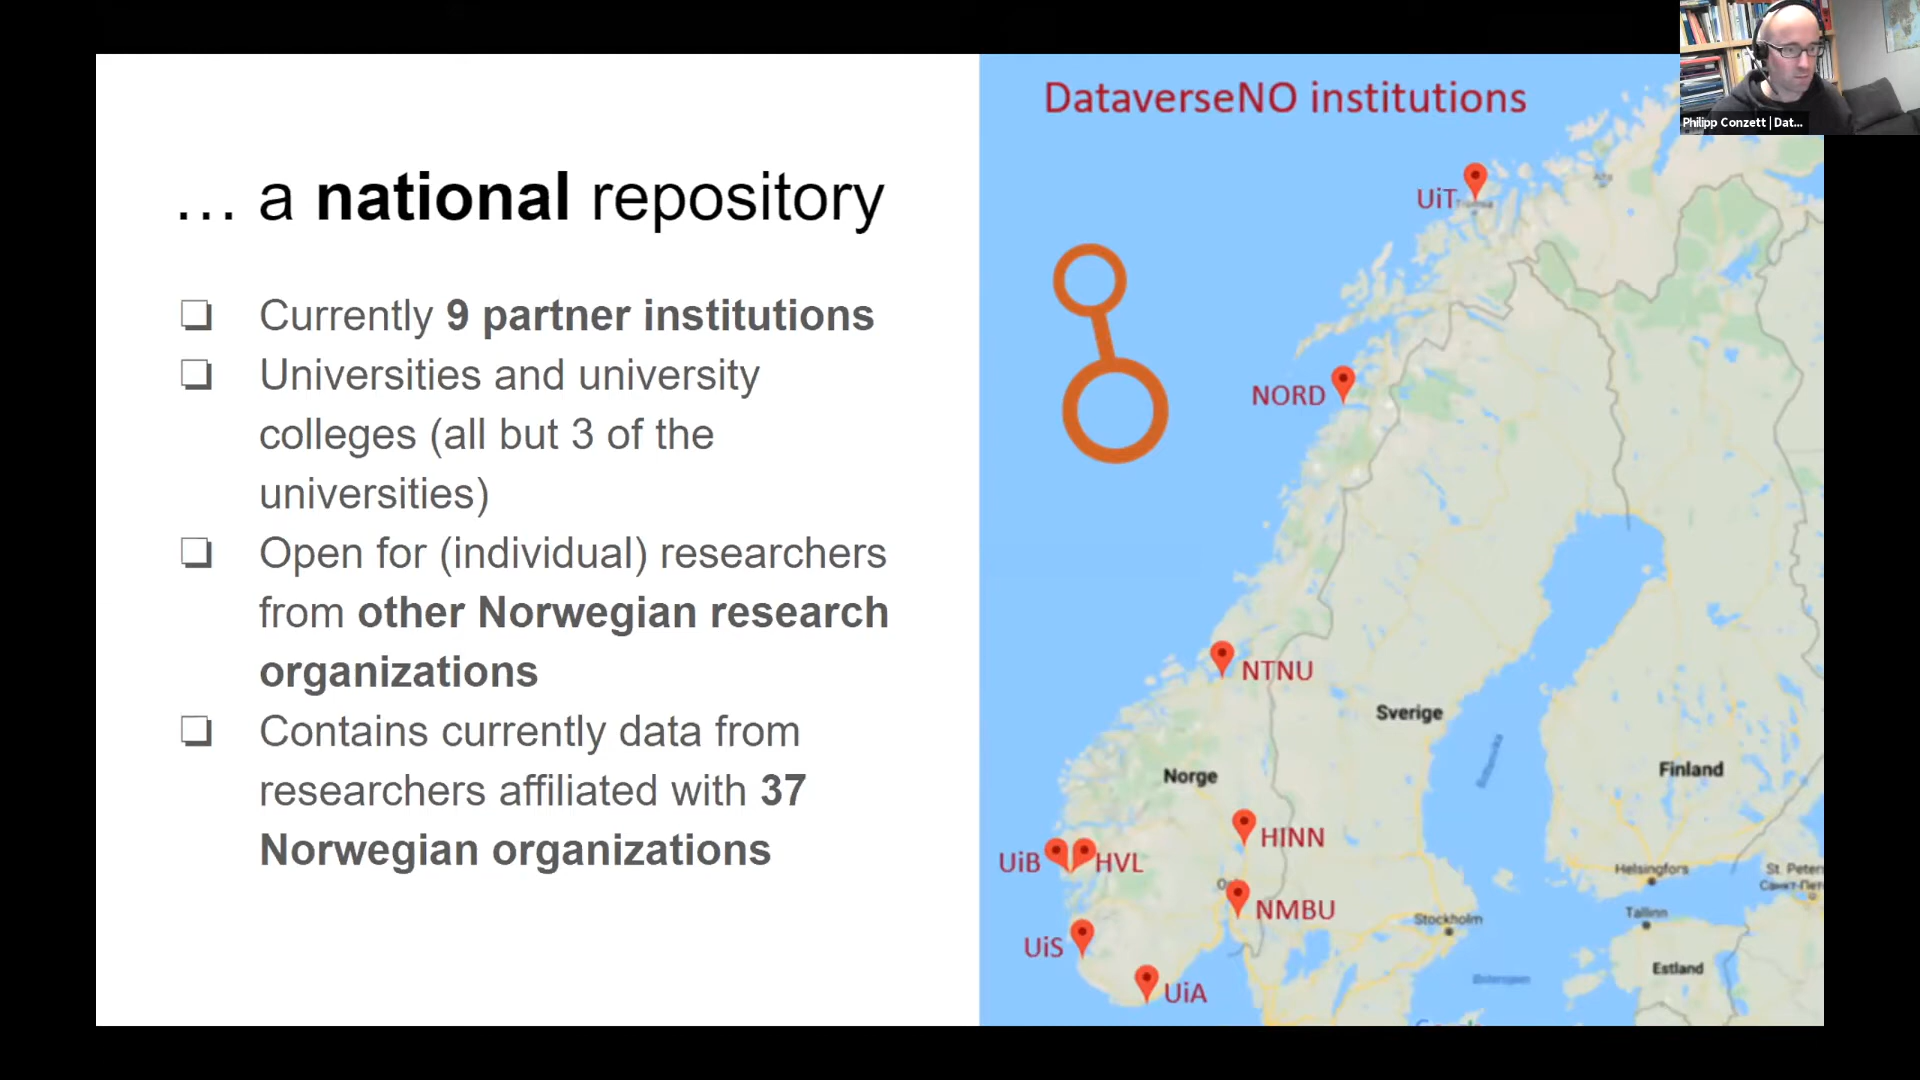 … a national repository
❏ Currently 9 partner institutions
❏ Universities and university
colleges (all but 3 of the
universities)
❏ Open for (individual) researchers
from other Norwegian research
organizations
❏ Contains currently data from
researchers affiliated with 37
Norwegian organizations
DataverseNO institutions
UiT
NORD
NTNU
Sverige
Norge
Finland
HINN
UiB
HVL
Helsingfors
St. Peter
NMBU
Stockholm
Tallinn
UiS
Estland
UiA
Philipp Conzett | Dat...